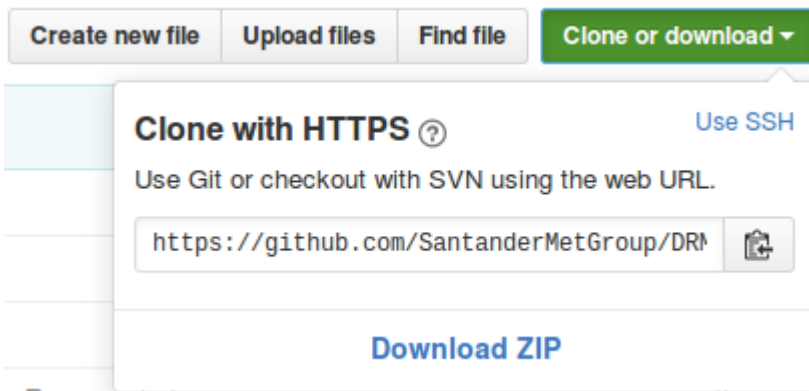 Create new file Upload files Find file Clone or download
Clone with HTTPS ?
Use SSH
Use Git or checkout with SVN using the web URL.
https://github.com/SantanderMetGroup/DRM
Download ZIP